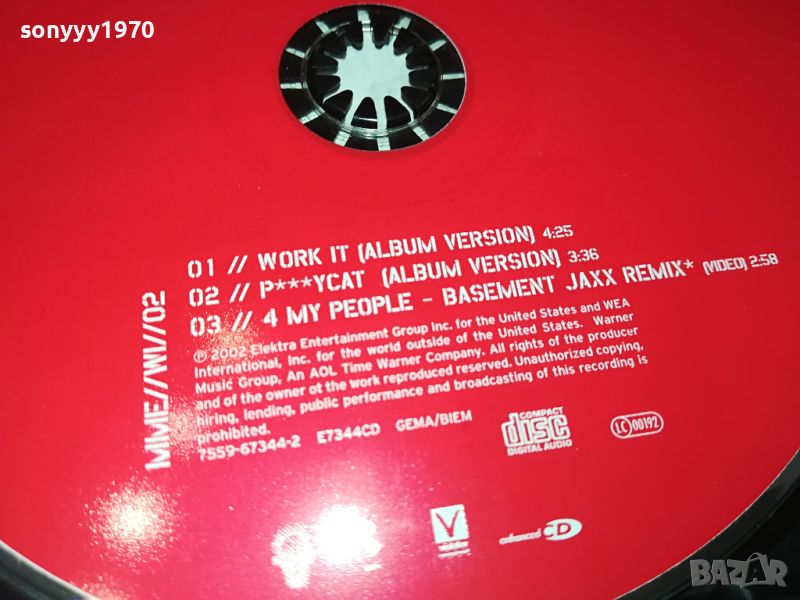 sonyyy1970
01 // WORK IT (ALBUM VERSION) 4:25
02 // P***YCAT (ALBUM VERSION) 3:36
03 // 4 MY PEOPLE - BASEMENT JAXX REMIX* (VIDEO) 2:58
MME//WI//02
℗ 2002 Elektra Entertainment Group Inc. for the United States and WEA
International, Inc. for the world outside of the United States. Warner
Music Group, An AOL Time Warner Company. All rights of the producer
and of the owner ot the work reproduced reserved. Unauthorized copying,
hiring, lending, public performance and broadcasting of this recording is
prohibited.
7559-67344-2 E7344CD GEMA/BIEM
COMPACT
disc
DIGITAL AUDIO
LC 00192
enhanced CD
BAZAR